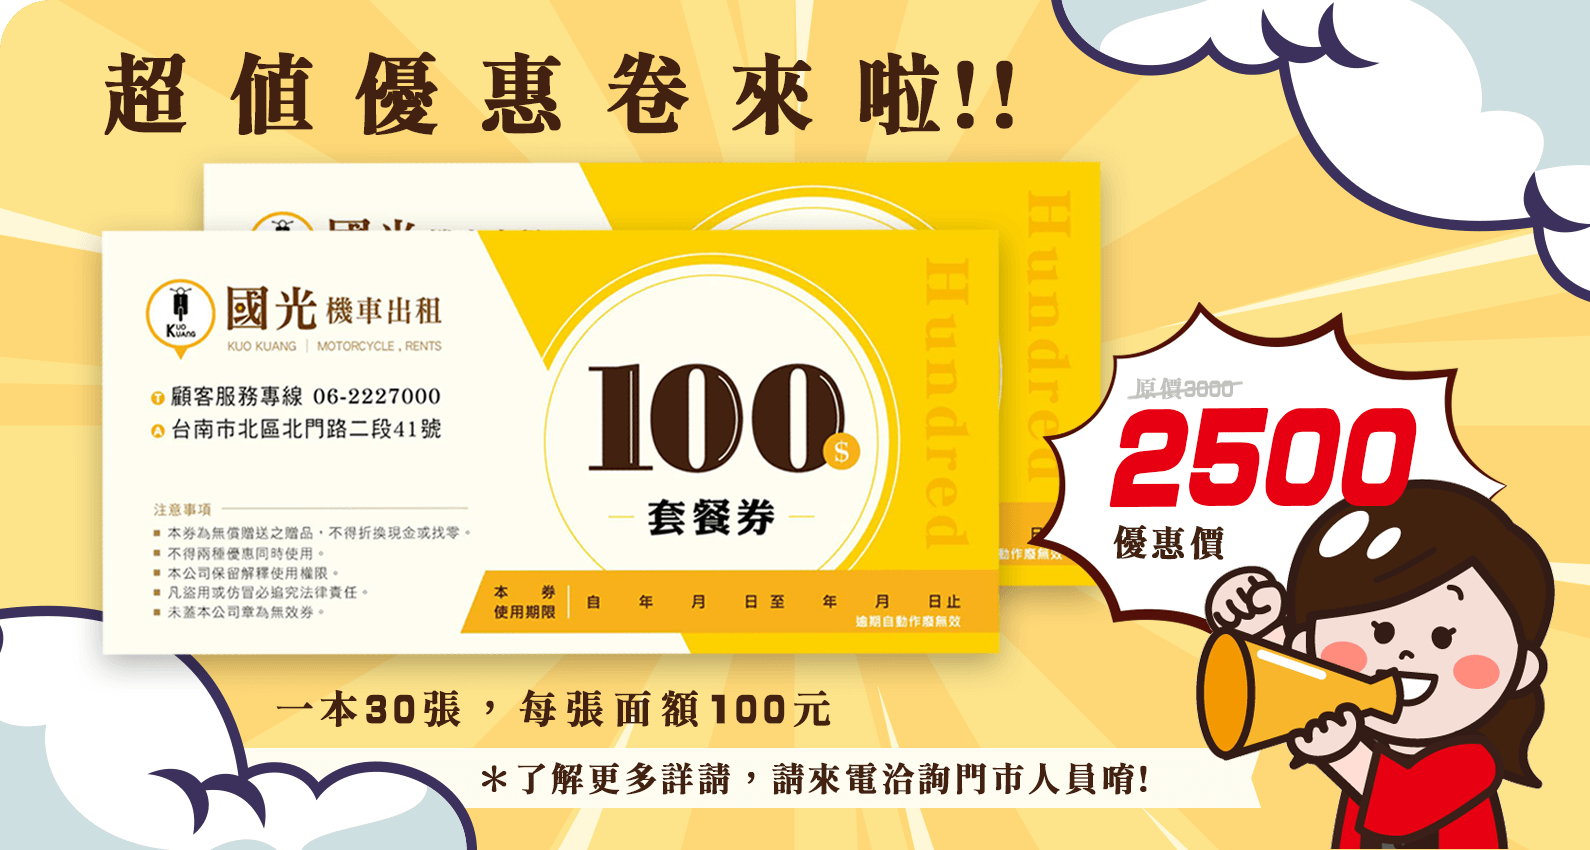 超值優惠卷來啦!!
Hundred
國光機車出租
KUO KUANG
KUO KUANG | MOTORCYCLE , RENTS
T 顧客服務專線 06-2227000
A 台南市北區北門路二段41號
注意事項
本券為無償贈送之贈品，不得折換現金或找零。
不得兩種優惠同時使用。
本公司保留解釋使用權限。
凡盜用或仿冒必追究法律責任。
未蓋本公司章為無效券。
100
$
套餐券
Hundred
本券
使用期限
自 年 月 日至 年 月 日止
逾期自動作廢無效
原價3000
2500
優惠價
一本30張，每張面額100元
＊了解更多詳請，請來電洽詢門市人員唷!